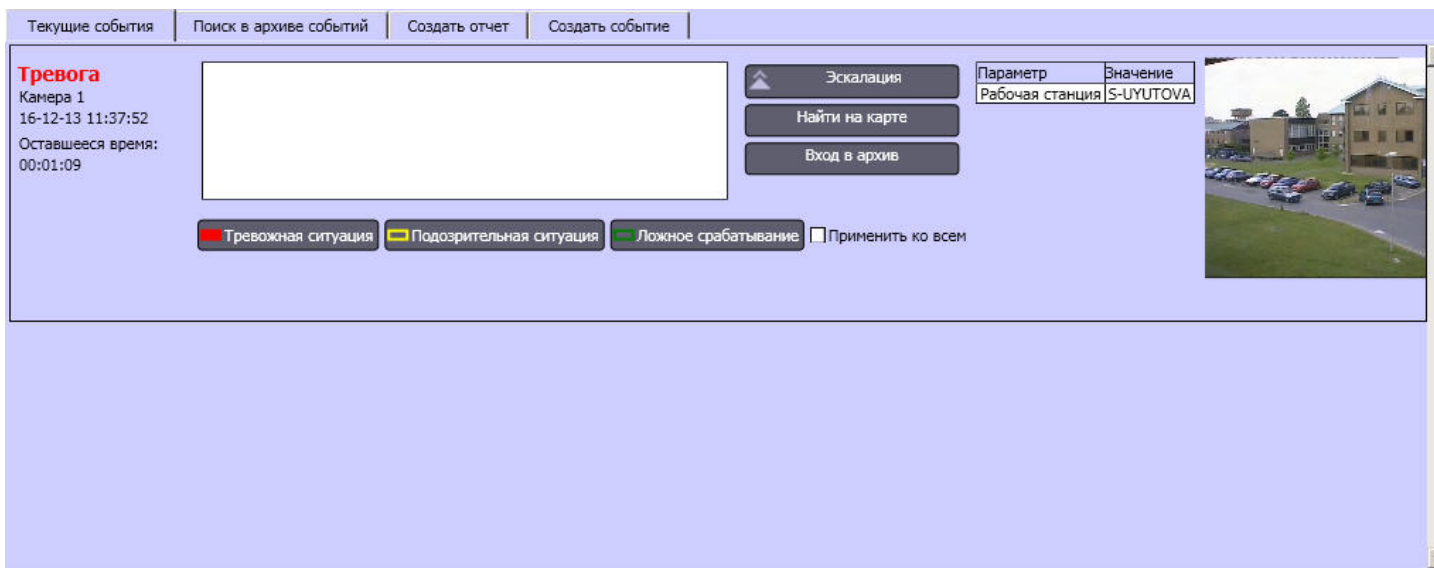 Текущие события
Поиск в архиве событий
Создать отчет
Создать событие
Тревога
Камера 1
16-12-13 11:37:52
Оставшееся время:
00:01:09
Эскалация
Найти на карте
Вход в архив
Параметр Значение
Рабочая станция S-UYUTOVA
Тревожная ситуация
Подозрительная ситуация
Ложное срабатывание
Применить ко всем